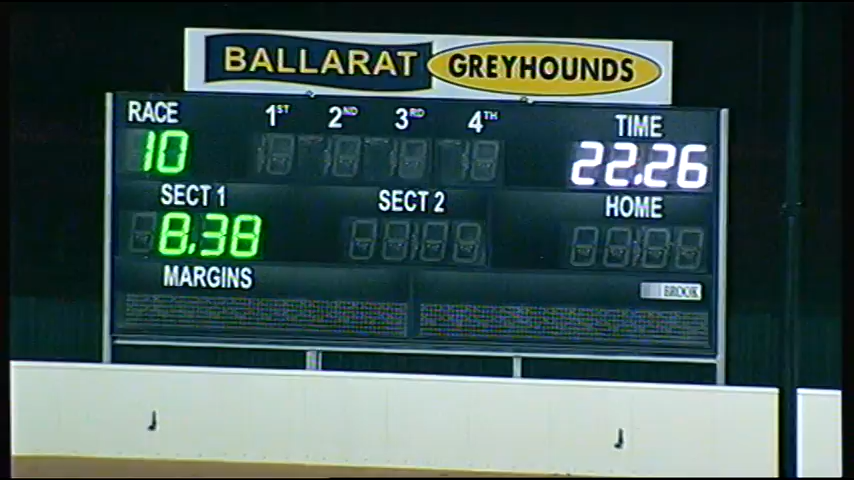 BALLARAT GREYHOUNDS
RACE 1ST 2ND 3RD 4TH TIME
10 22.26
SECT 1 SECT 2 HOME
8.38
MARGINS
BROOK